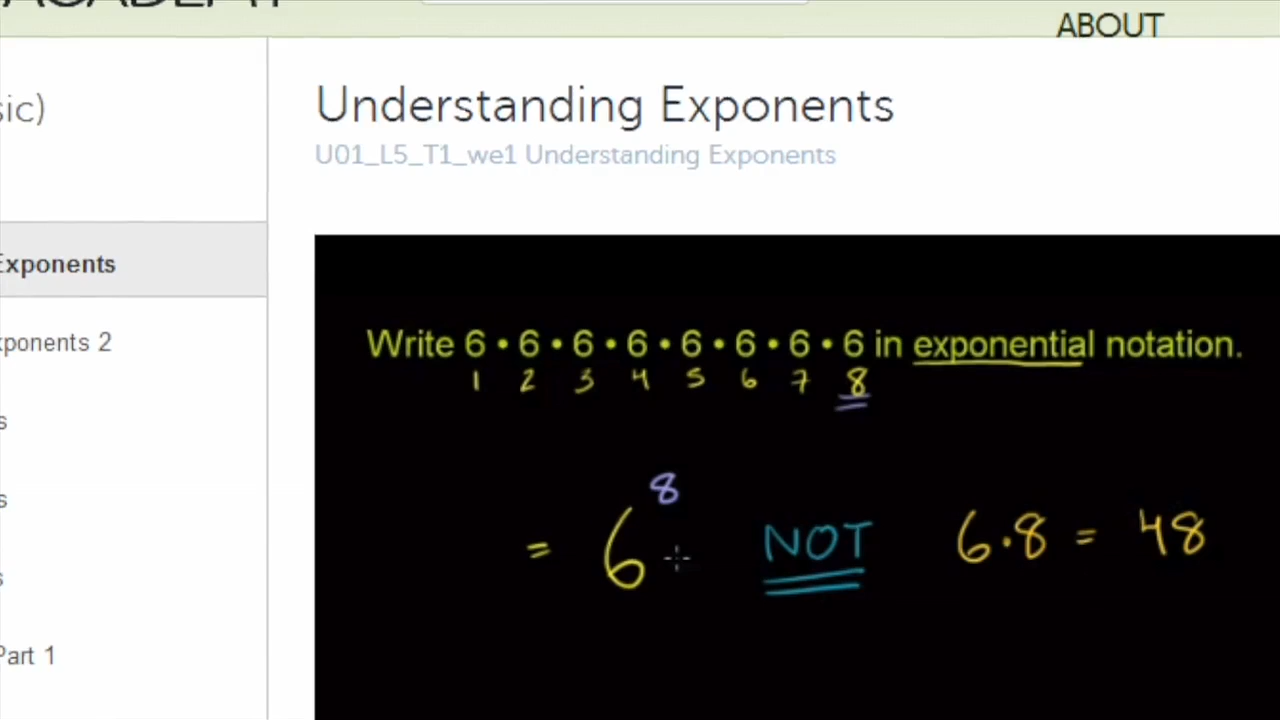 ABOUT
sic)
Understanding Exponents
U01_L5_T1_we1 Understanding Exponents
Exponents
xponents 2
s
s
s
Part 1
Write 6 • 6 • 6 • 6 • 6 • 6 • 6 • 6 in exponential notation.
1 2 3 4 5 6 7 8
= 6^8 NOT 6·8 = 48